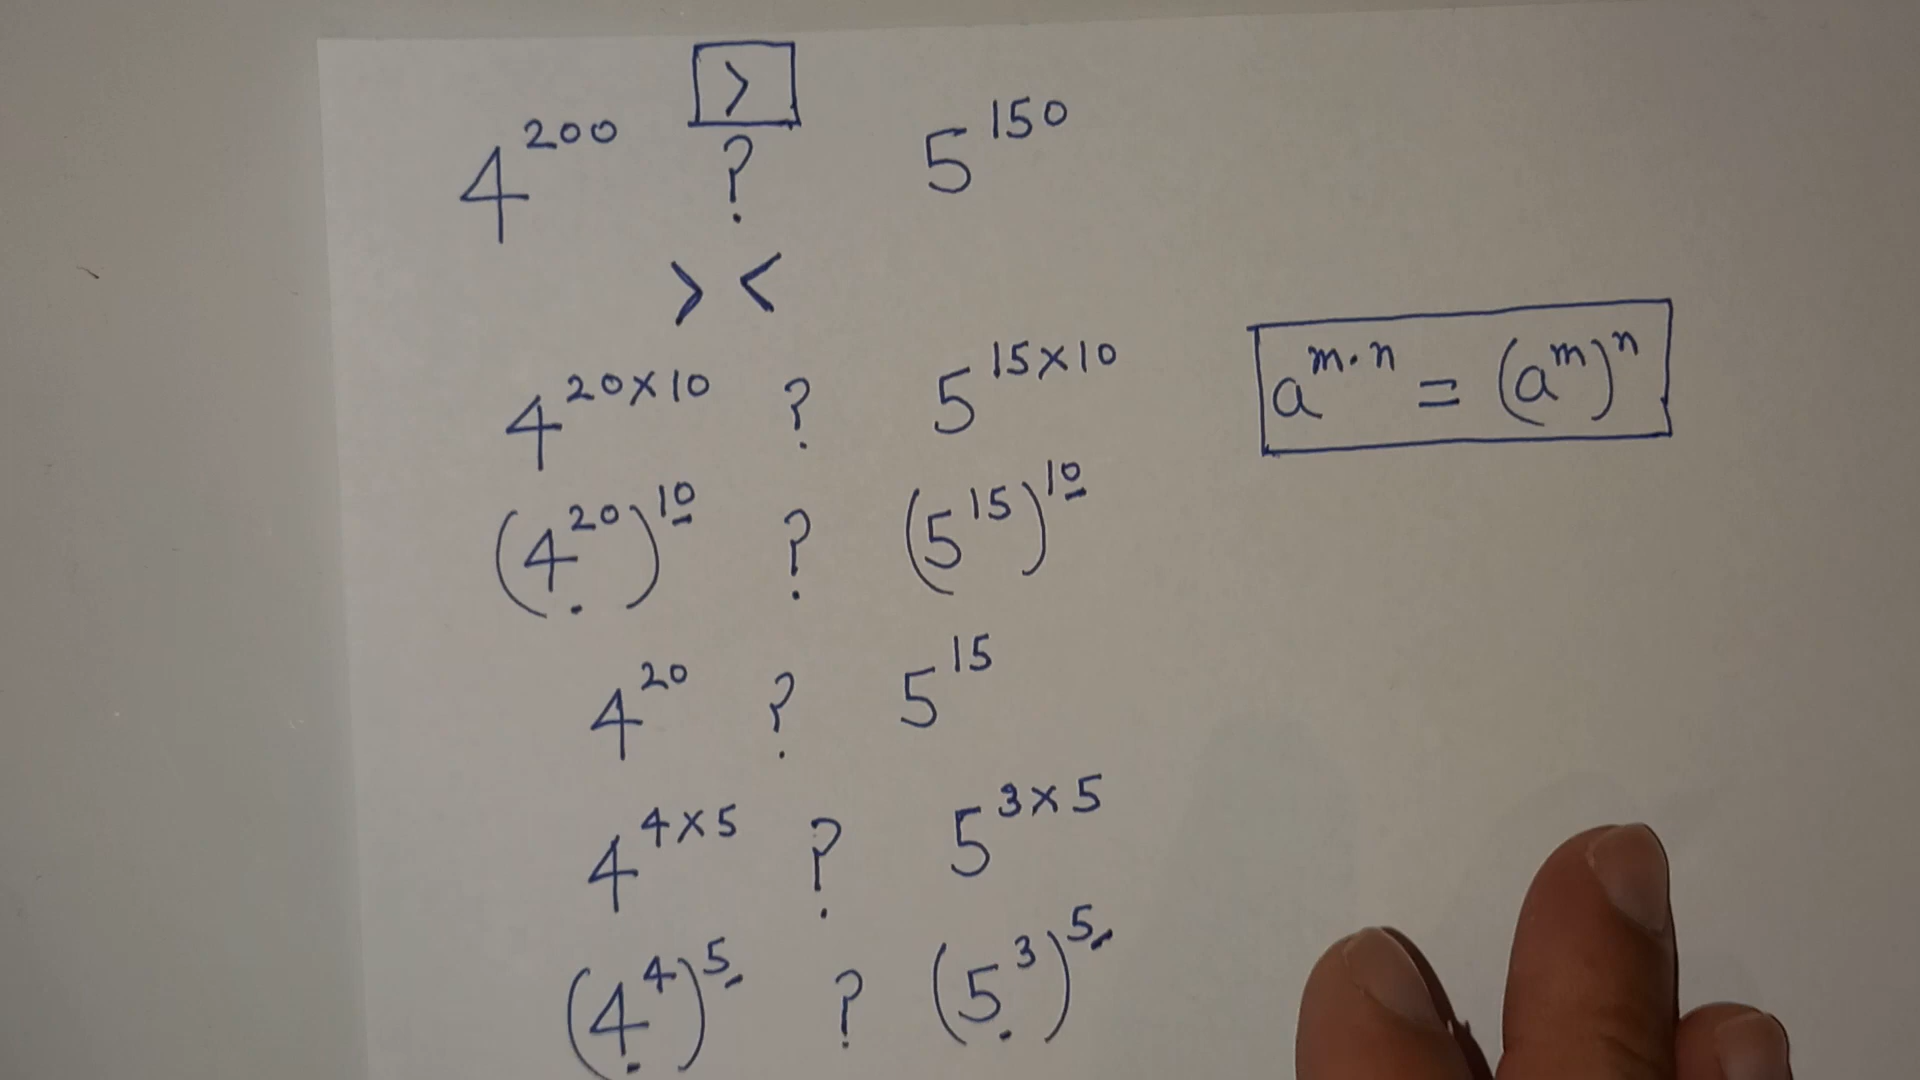 >
4^200 ? 5^150
> <
4^20×10 ? 5^15×10
a^m·n = (a^m)^n
(4^20)^10 ? (5^15)^10
4^20 ? 5^15
4^4×5 ? 5^3×5
(4^4)^5 ? (5^3)^5